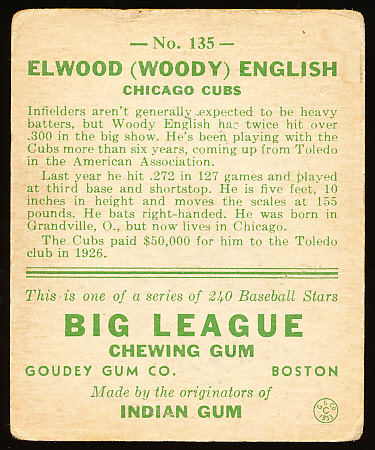 — No. 135 —
ELWOOD (WOODY) ENGLISH
CHICAGO CUBS
Infielders aren't generally expected to be heavy
batters, but Woody English has twice hit over
.300 in the big show. He's been playing with the
Cubs more than six years, coming up from Toledo
in the American Association.
Last year he hit .272 in 127 games and played
at third base and shortstop. He is five feet, 10
inches in height and moves the scales at 155
pounds. He bats right-handed. He was born in
Grandville, O., but now lives in Chicago.
The Cubs paid $50,000 for him to the Toledo
club in 1926.
This is one of a series of 240 Baseball Stars
BIG LEAGUE
CHEWING GUM
GOUDEY GUM CO. BOSTON
Made by the originators of
INDIAN GUM
G.G.Co.
C
1933